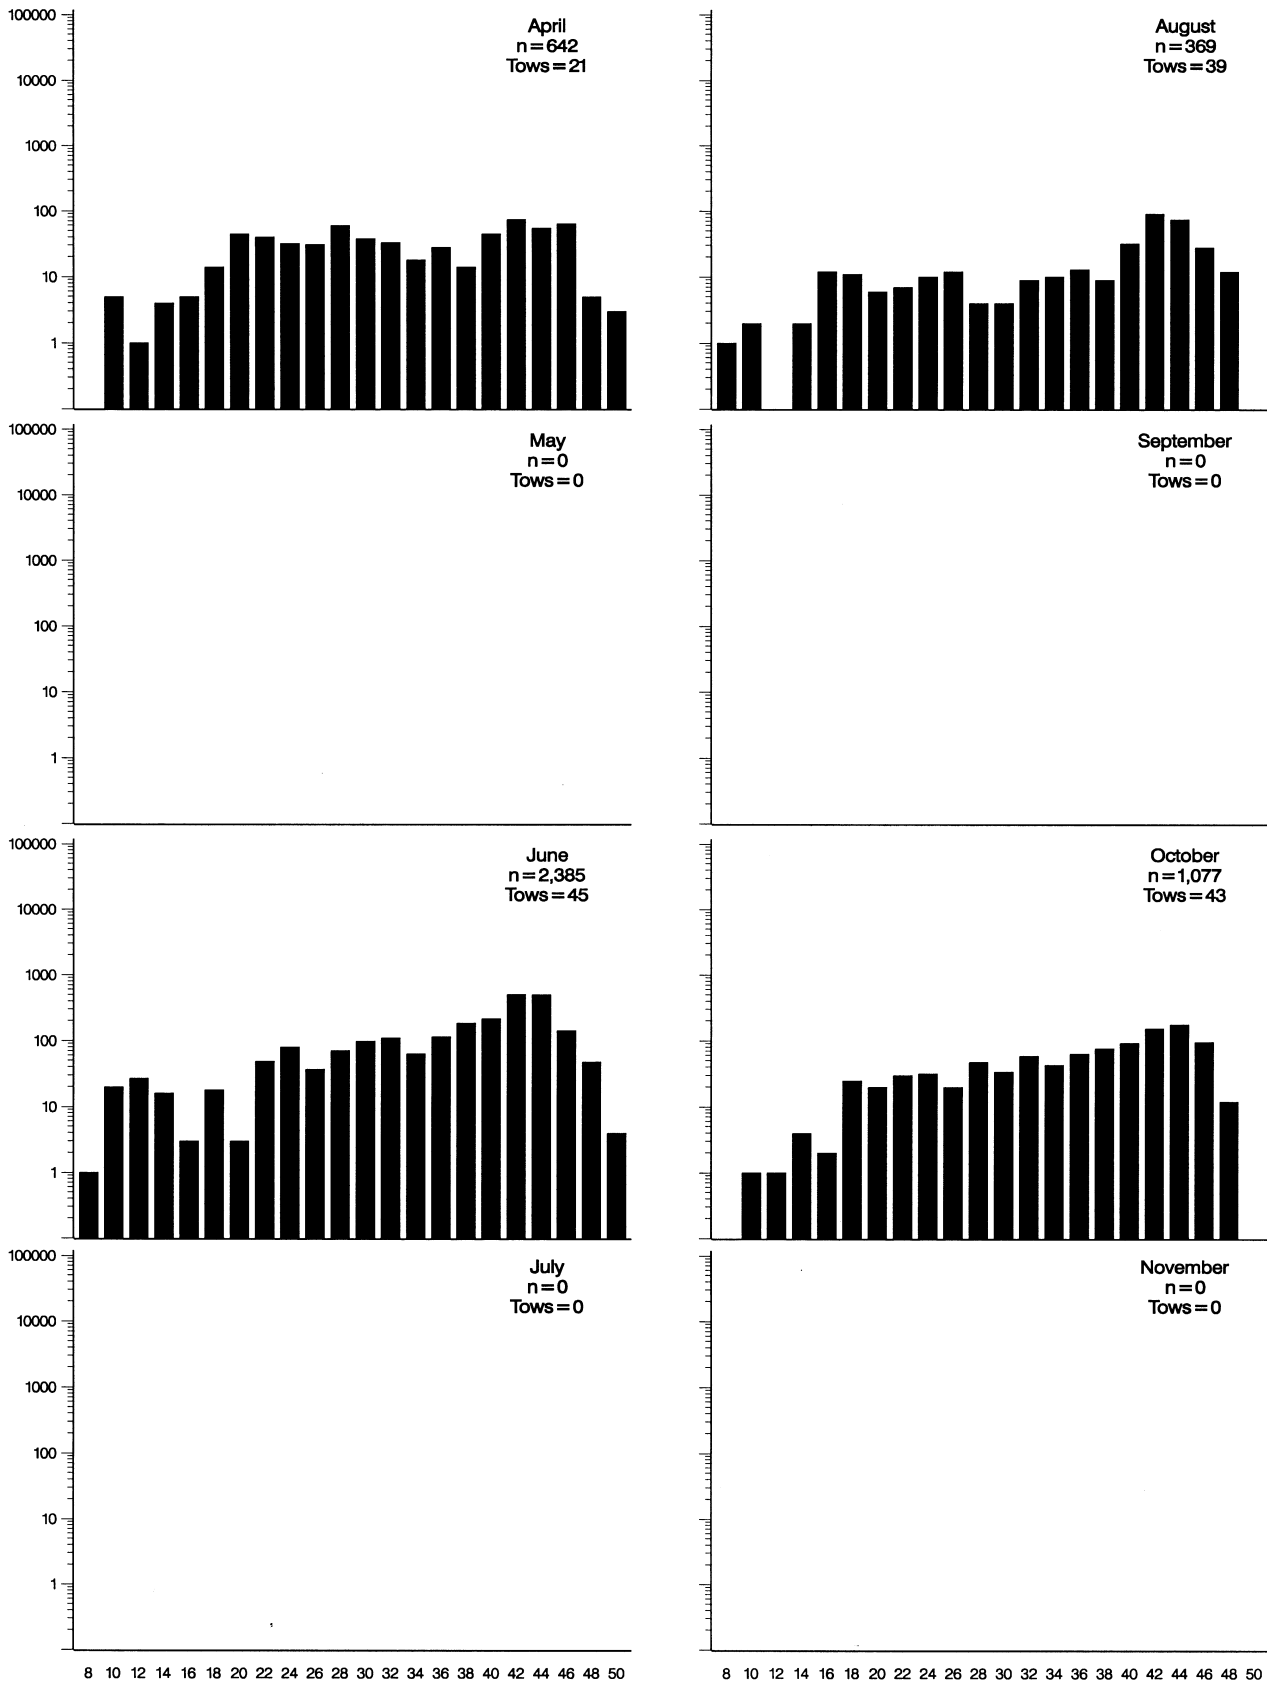 100000
10000
1000
100
10
1
April
n=642
Tows=21
August
n=369
Tows=39
100000
10000
1000
100
10
1
May
n=0
Tows=0
September
n=0
Tows=0
100000
10000
1000
100
10
1
June
n=2,385
Tows=45
October
n=1,077
Tows=43
100000
10000
1000
100
10
1
July
n=0
Tows=0
November
n=0
Tows=0
8 10 12 14 16 18 20 22 24 26 28 30 32 34 36 38 40 42 44 46 48 50
8 10 12 14 16 18 20 22 24 26 28 30 32 34 36 38 40 42 44 46 48 50